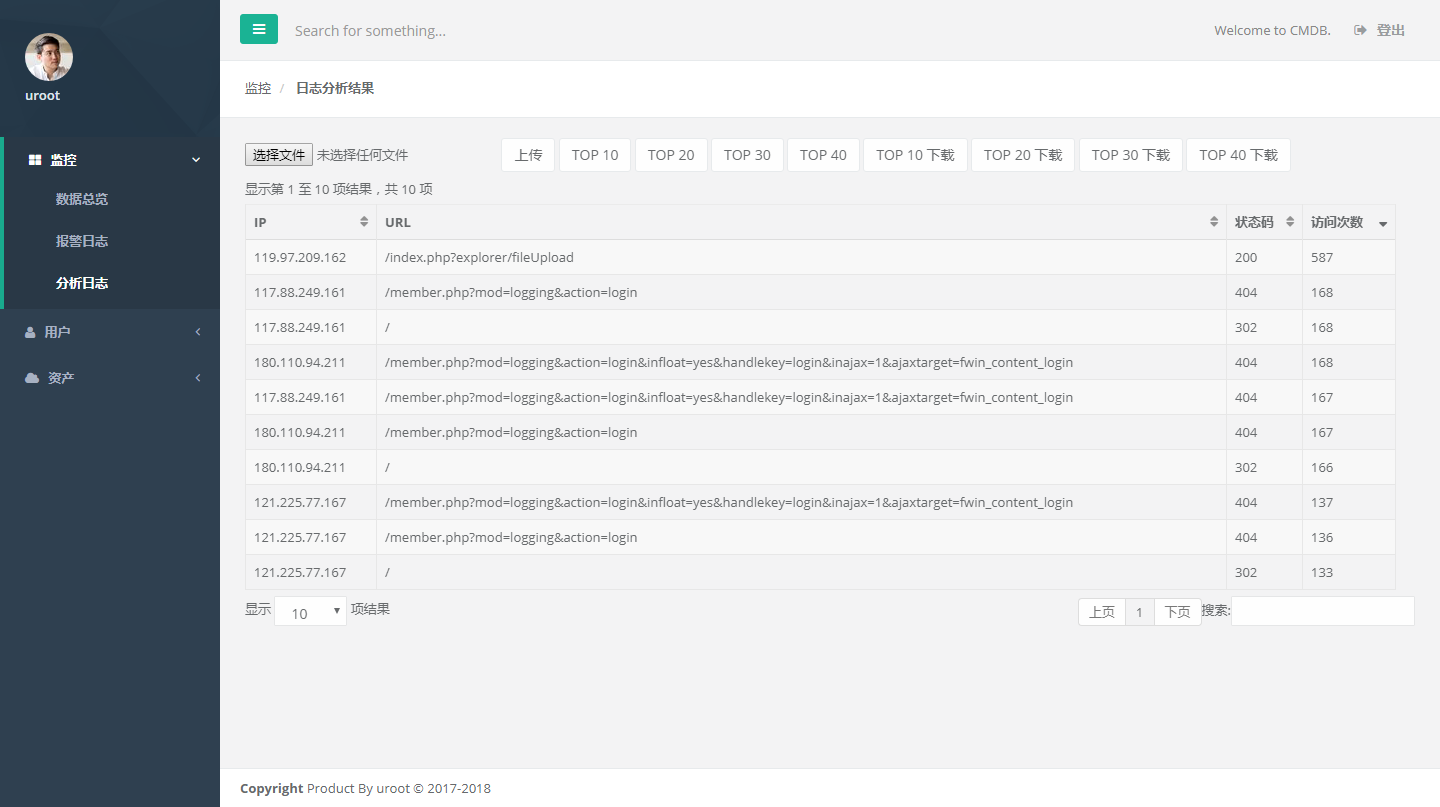 Search for something...
Welcome to CMDB.
登出
uroot
监控 / 日志分析结果
监控
数据总览
报警日志
分析日志
用户
资产
选择文件 未选择任何文件
上传 TOP 10 TOP 20 TOP 30 TOP 40 TOP 10 下载 TOP 20 下载 TOP 30 下载 TOP 40 下载
显示第 1 至 10 项结果，共 10 项
IP URL 状态码 访问次数
119.97.209.162 /index.php?explorer/fileUpload 200 587
117.88.249.161 /member.php?mod=logging&action=login 404 168
117.88.249.161 / 302 168
180.110.94.211 /member.php?mod=logging&action=login&infloat=yes&handlekey=login&inajax=1&ajaxtarget=fwin_content_login 404 168
117.88.249.161 /member.php?mod=logging&action=login&infloat=yes&handlekey=login&inajax=1&ajaxtarget=fwin_content_login 404 167
180.110.94.211 /member.php?mod=logging&action=login 404 167
180.110.94.211 / 302 166
121.225.77.167 /member.php?mod=logging&action=login&infloat=yes&handlekey=login&inajax=1&ajaxtarget=fwin_content_login 404 137
121.225.77.167 /member.php?mod=logging&action=login 404 136
121.225.77.167 / 302 133
显示 10 项结果
上页 1 下页 搜索:
Copyright Product By uroot © 2017-2018